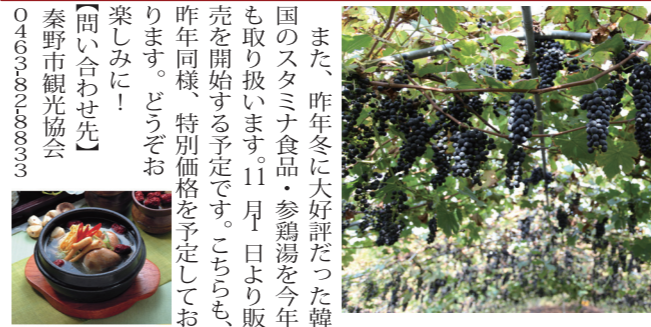 また、昨年冬に大好評だった韓
国のスタミナ食品・参鶏湯を今年
も取り扱います。11月1日より販
売を開始する予定です。こちらも、
昨年同様、特別価格を予定してお
ります。どうぞお
楽しみに!
【問い合わせ先】
秦野市観光協会
0463-82-8833